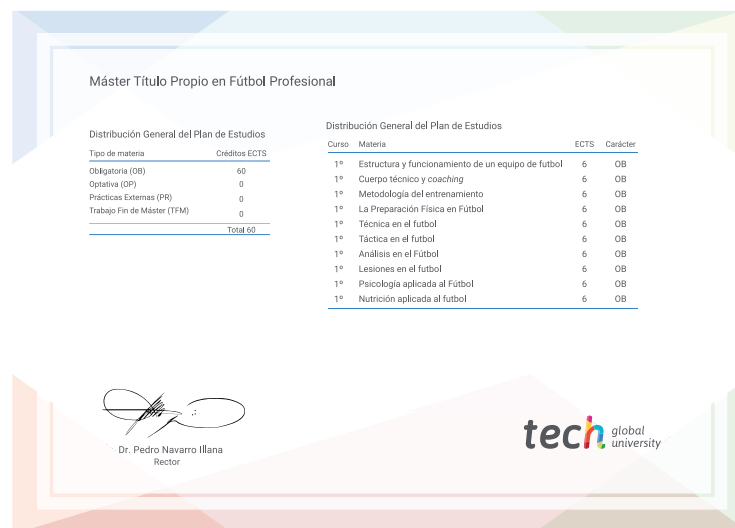 Máster Título Propio en Fútbol Profesional
Distribución General del Plan de Estudios
Tipo de materia Créditos ECTS
Obligatoria (OB) 60
Optativa (OP) 0
Prácticas Externas (PR) 0
Trabajo Fin de Máster (TFM) 0
Total 60
Distribución General del Plan de Estudios
Curso Materia ECTS Carácter
1º Estructura y funcionamiento de un equipo de futbol 6 OB
1º Cuerpo técnico y coaching 6 OB
1º Metodología del entrenamiento 6 OB
1º La Preparación Física en Fútbol 6 OB
1º Técnica en el futbol 6 OB
1º Táctica en el futbol 6 OB
1º Análisis en el Fútbol 6 OB
1º Lesiones en el futbol 6 OB
1º Psicología aplicada al Fútbol 6 OB
1º Nutrición aplicada al futbol 6 OB
Dr. Pedro Navarro Illana
Rector
tech global university